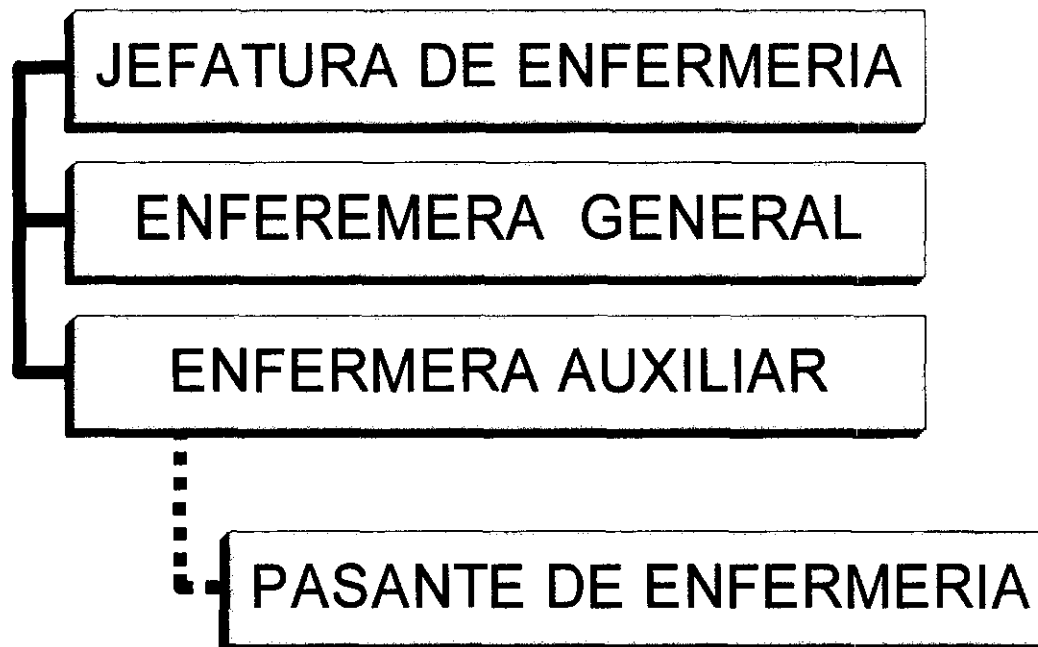 JEFATURA DE ENFERMERIA
ENFEREMERA GENERAL
ENFERMERA AUXILIAR
PASANTE DE ENFERMERIA